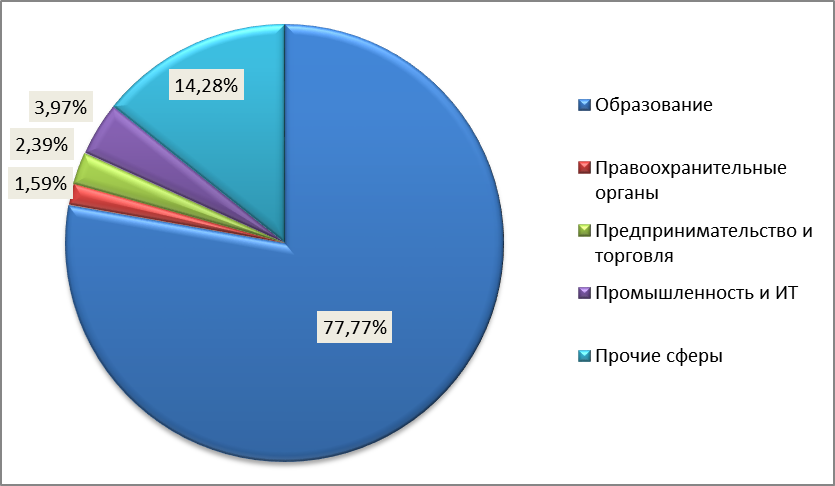 14,28%
3,97%
2,39%
1,59%
77,77%
Образование
Правоохранительные
органы
Предпринимательство и
торговля
Промышленность и ИТ
Прочие сферы